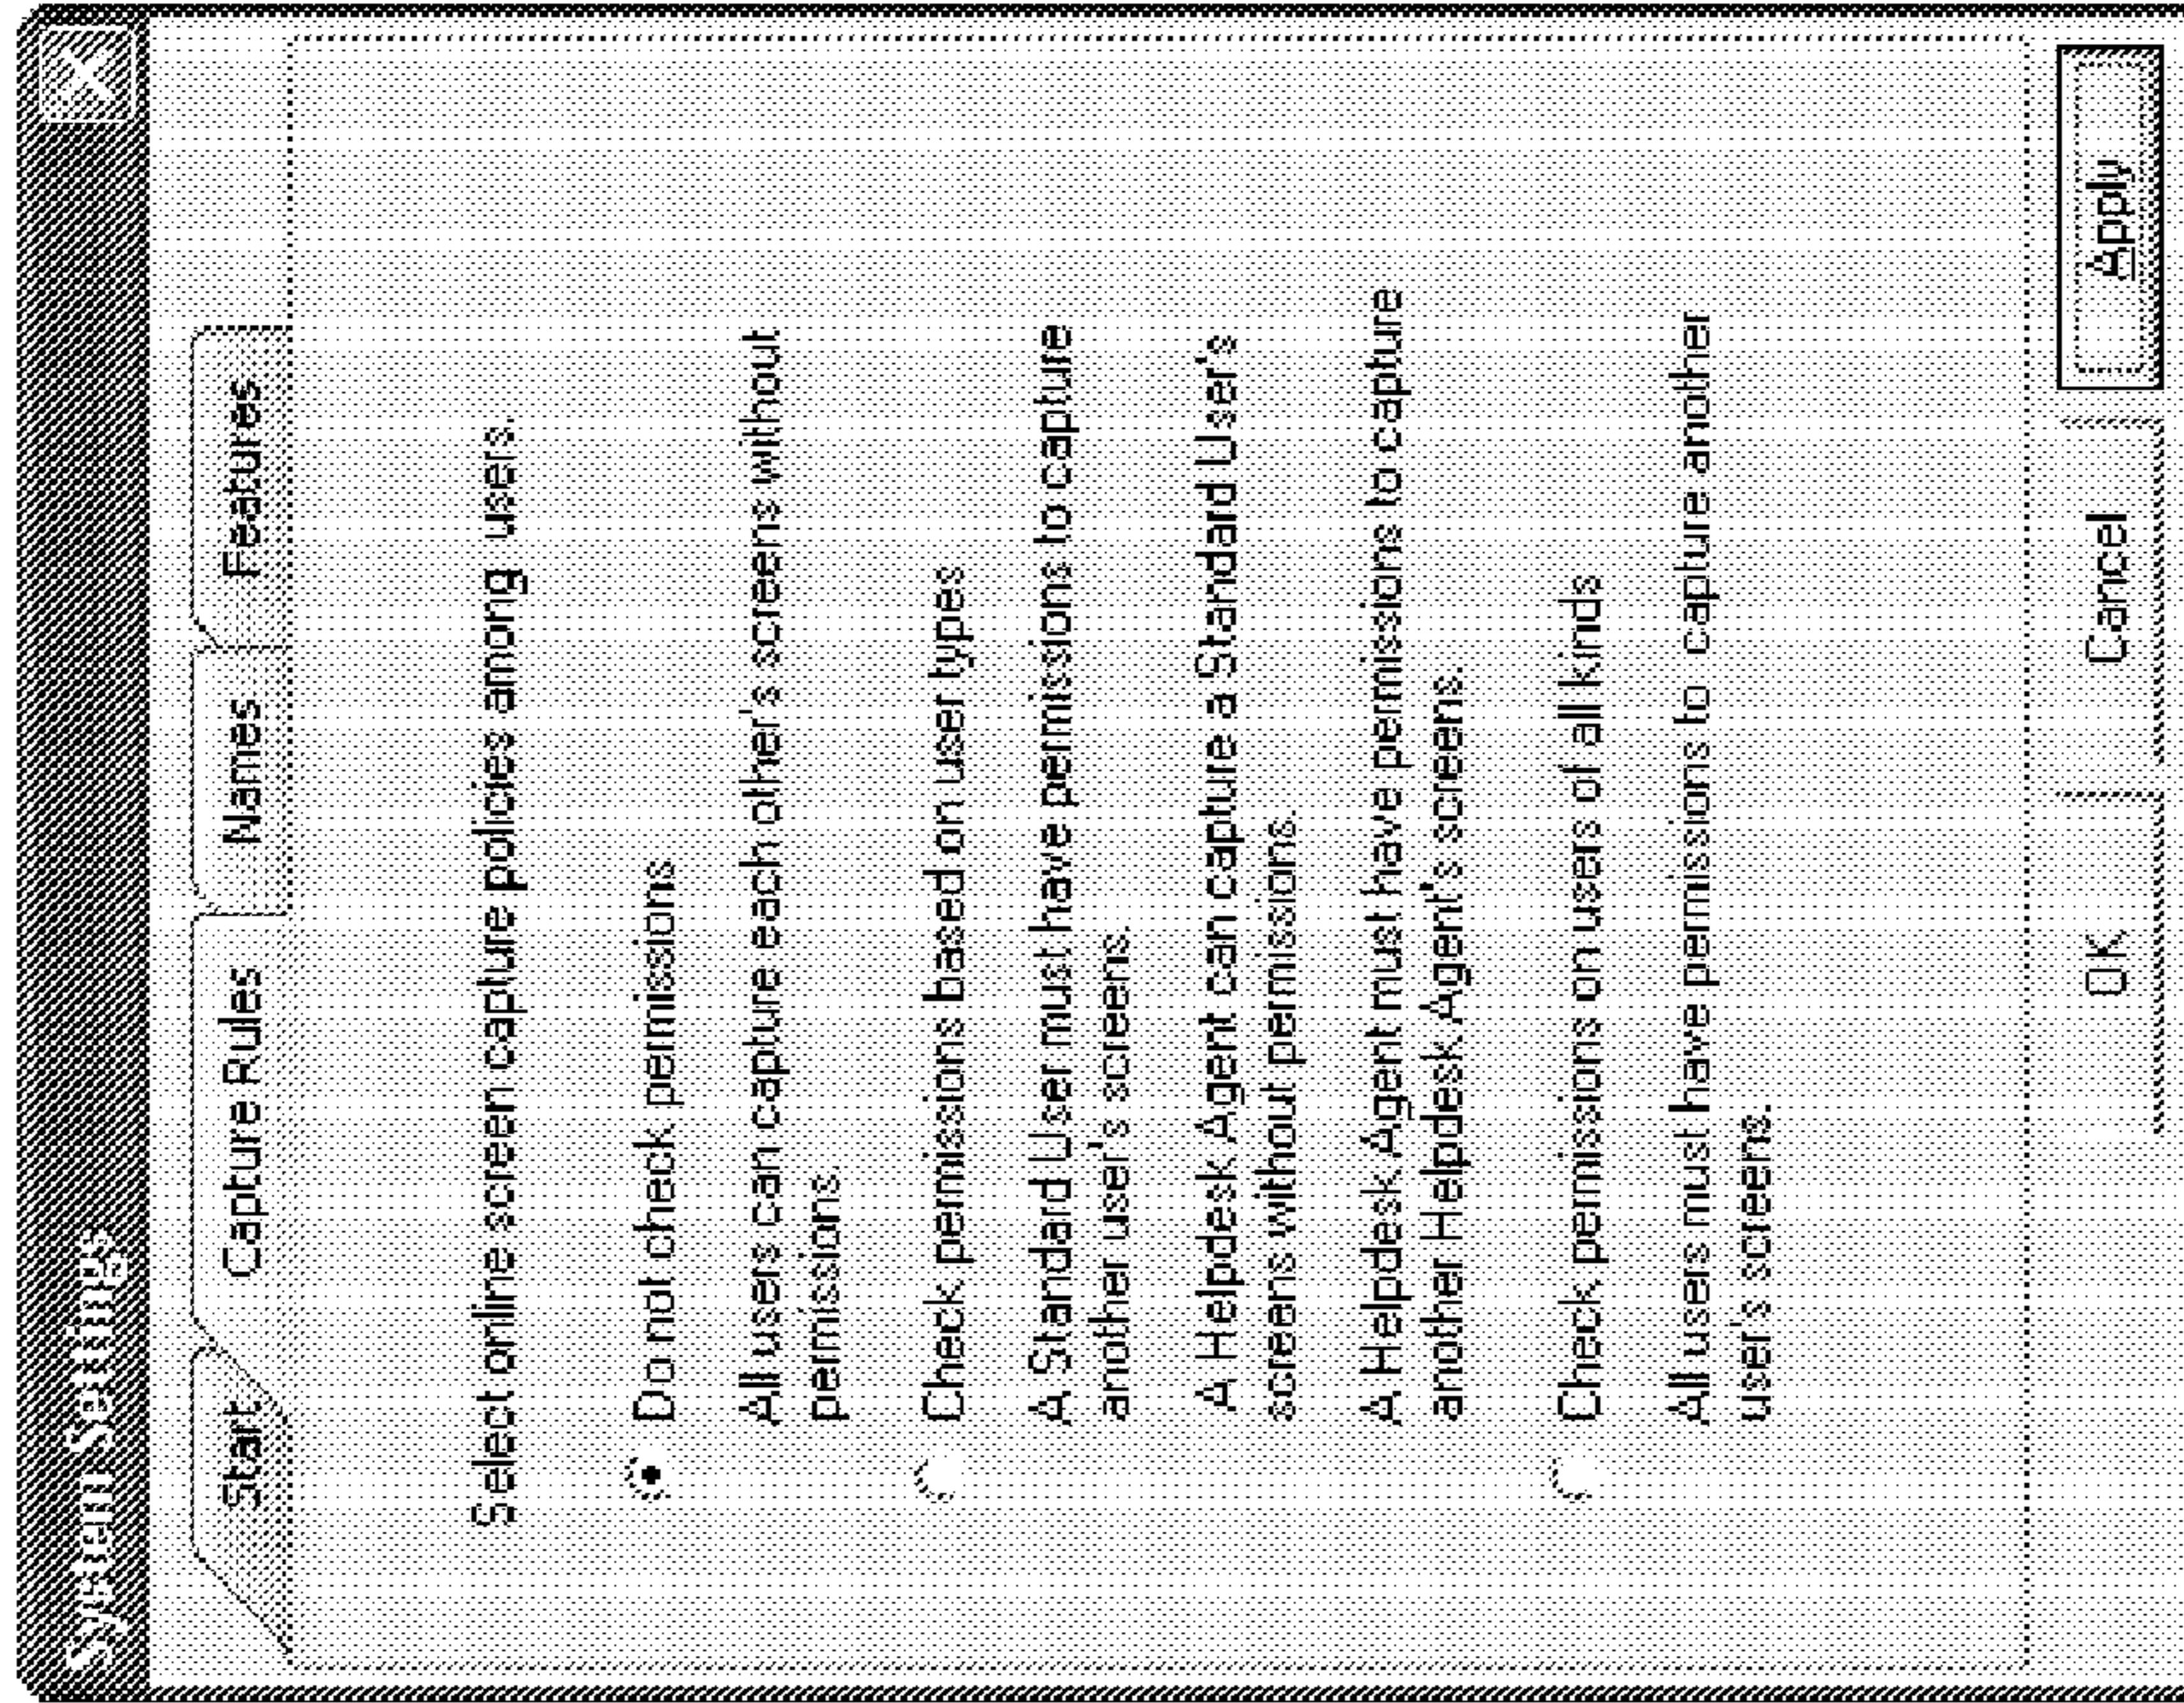 System Settings
Start
Capture Rules
Names
Features
Select online screen capture policies among users.
Do not check permissions
All users can capture each other's screens without
permissions.
Check permissions based on user types
A Standard User must have permissions to capture
another user's screens.
A Helpdesk Agent can capture a Standard User's
screens without permissions.
A Helpdesk Agent must have permissions to capture
another Helpdesk Agent's screens.
Check permissions on users of all kinds
All users must have permissions to capture another
user's screens.
OK
Cancel
Apply